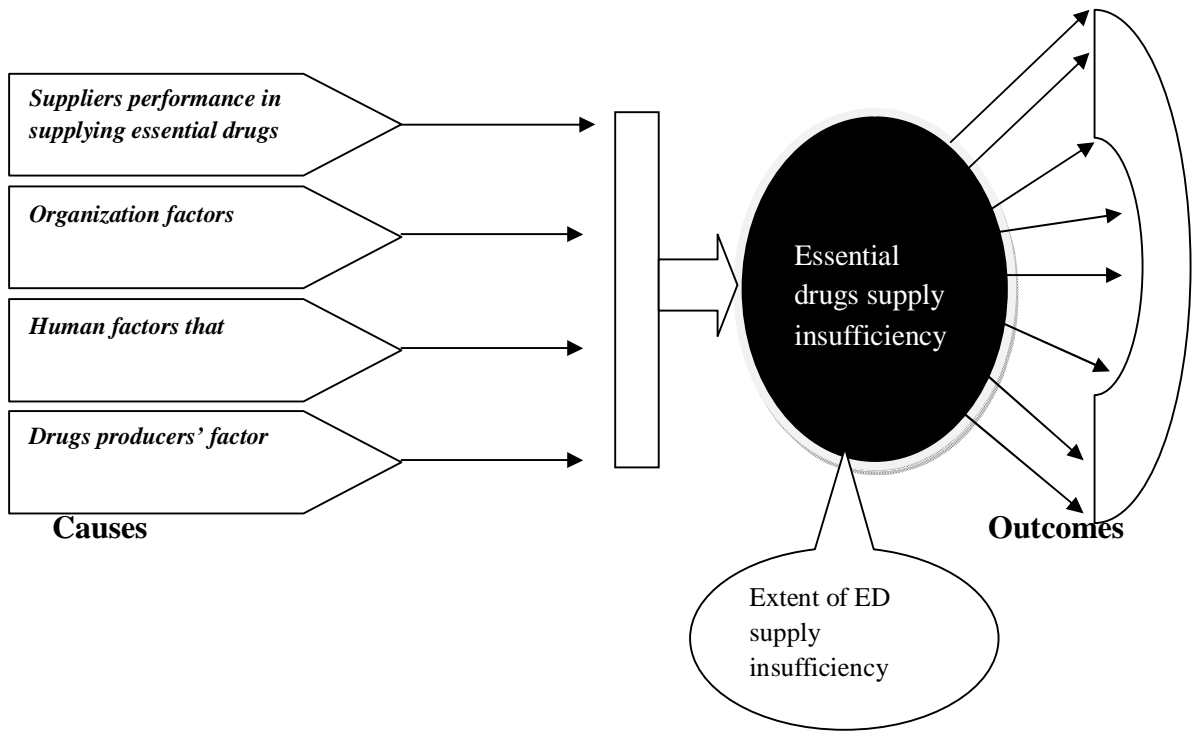 Suppliers performance in
supplying essential drugs
Organization factors
Human factors that
Drugs producers’ factor
Causes
Essential
drugs supply
insufficiency
Outcomes
Extent of ED
supply
insufficiency